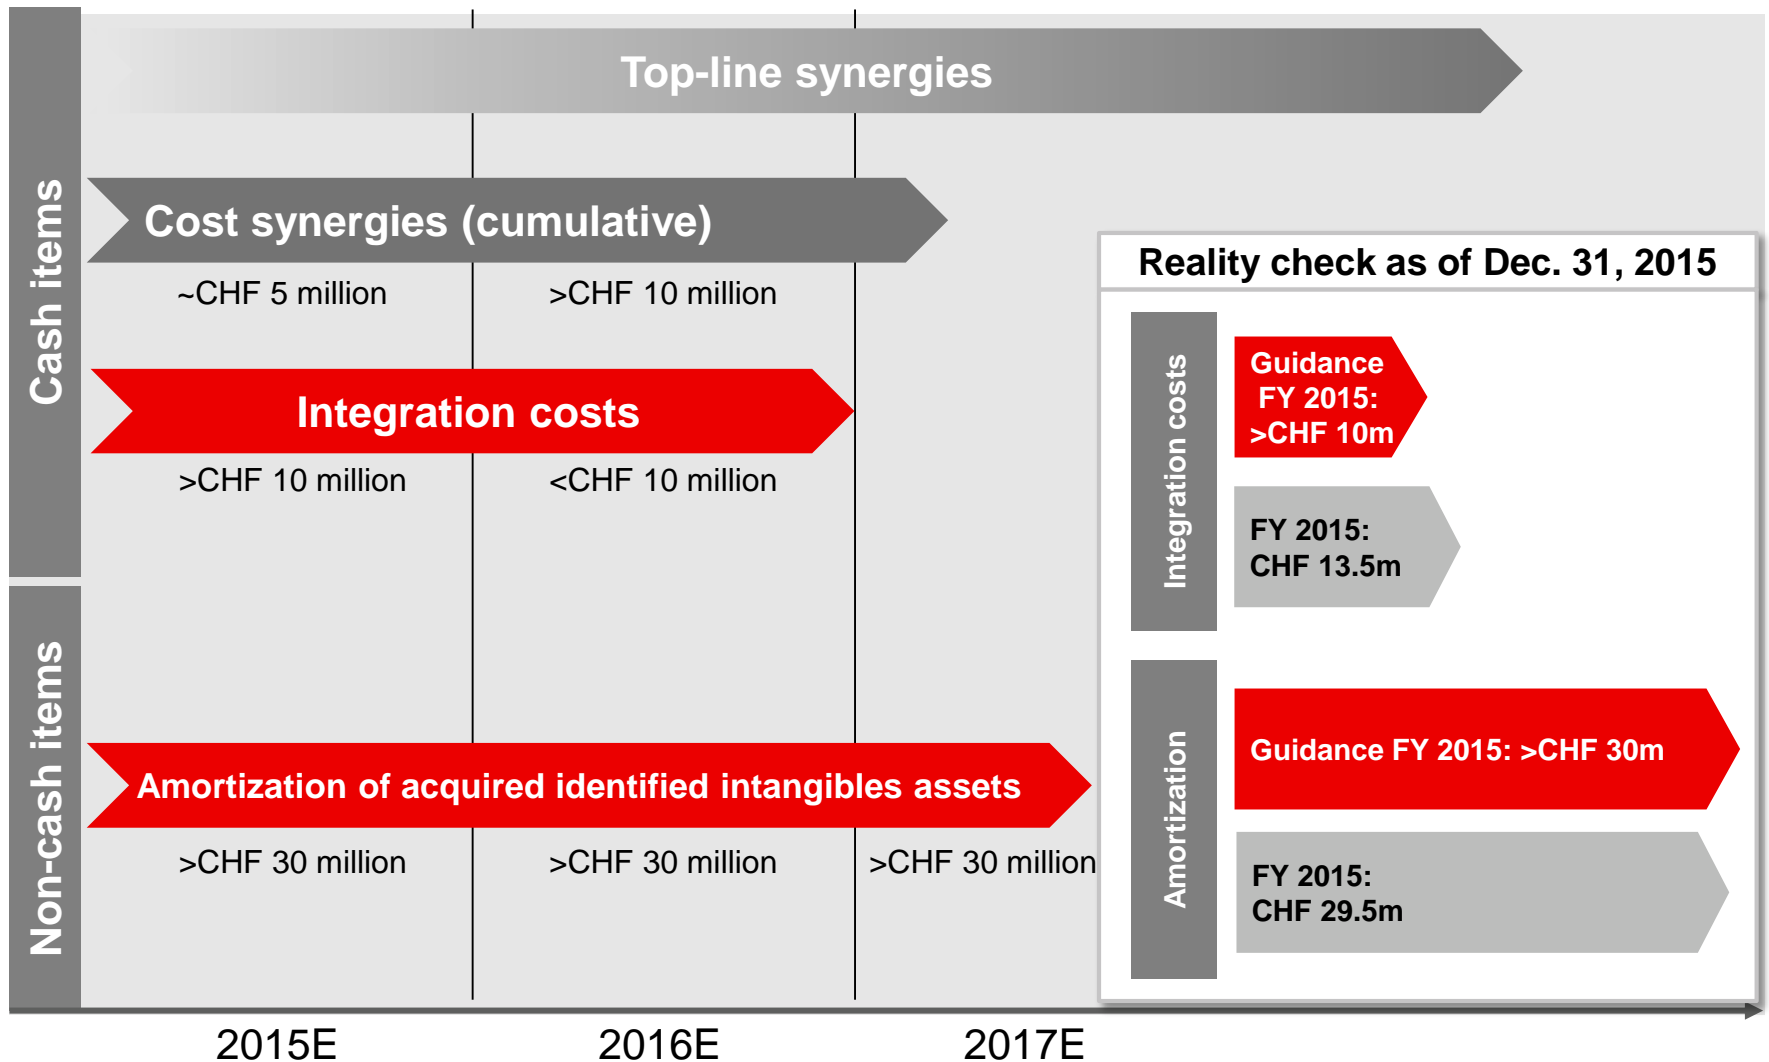 Cash items
Top-line synergies
Cost synergies (cumulative)
~CHF 5 million
>CHF 10 million
Integration costs
>CHF 10 million
<CHF 10 million
Non-cash items
Amortization of acquired identified intangibles assets
>CHF 30 million
>CHF 30 million
>CHF 30 million
Reality check as of Dec. 31, 2015
Integration costs
Guidance
FY 2015:
>CHF 10m
FY 2015:
CHF 13.5m
Amortization
Guidance FY 2015: >CHF 30m
FY 2015:
CHF 29.5m
2015E
2016E
2017E